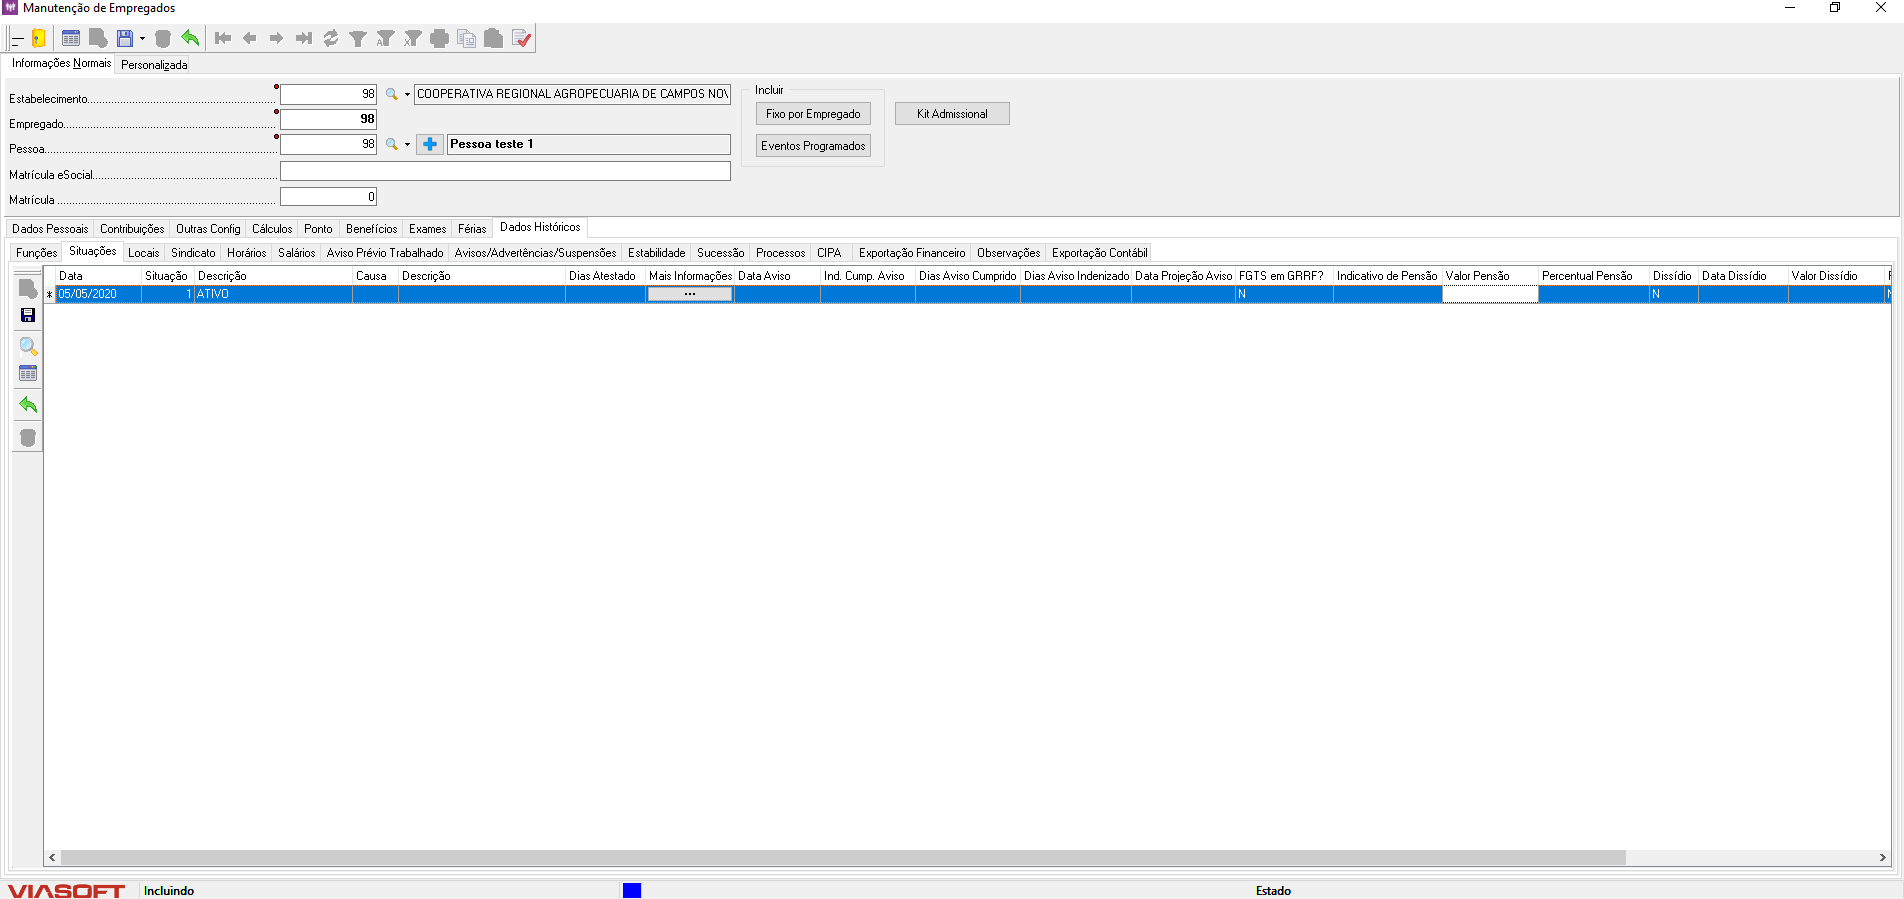 Manutenção de Empregados
Informações Normais Personalizada
Estabelecimento 98 COOPERATIVA REGIONAL AGROPECUARIA DE CAMPOS NOV
Empregado 98
Pessoa 98 Pessoa teste 1
Matrícula eSocial
Matrícula 0
Incluir
Fixo por Empregado
Eventos Programados
Kit Admissional
Dados Pessoais Contribuições Outras Config Cálculos Ponto Benefícios Exames Férias Dados Históricos
Funções Situações Locais Sindicato Horários Salários Aviso Prévio Trabalhado Avisos/Advertências/Suspensões Estabilidade Sucessão Processos CIPA Exportação Financeiro Observações Exportação Contábil
Data Situação Descrição Causa Descrição Dias Atestado Mais Informações Data Aviso Ind. Cump. Aviso Dias Aviso Cumprido Dias Aviso Indenizado Data Projeção Aviso FGTS em GRRF? Indicativo de Pensão Valor Pensão Percentual Pensão Dissídio Data Dissídio Valor Dissídio
* 05/05/2020 1 ATIVO ... N N
VIASOFT Incluindo Estado